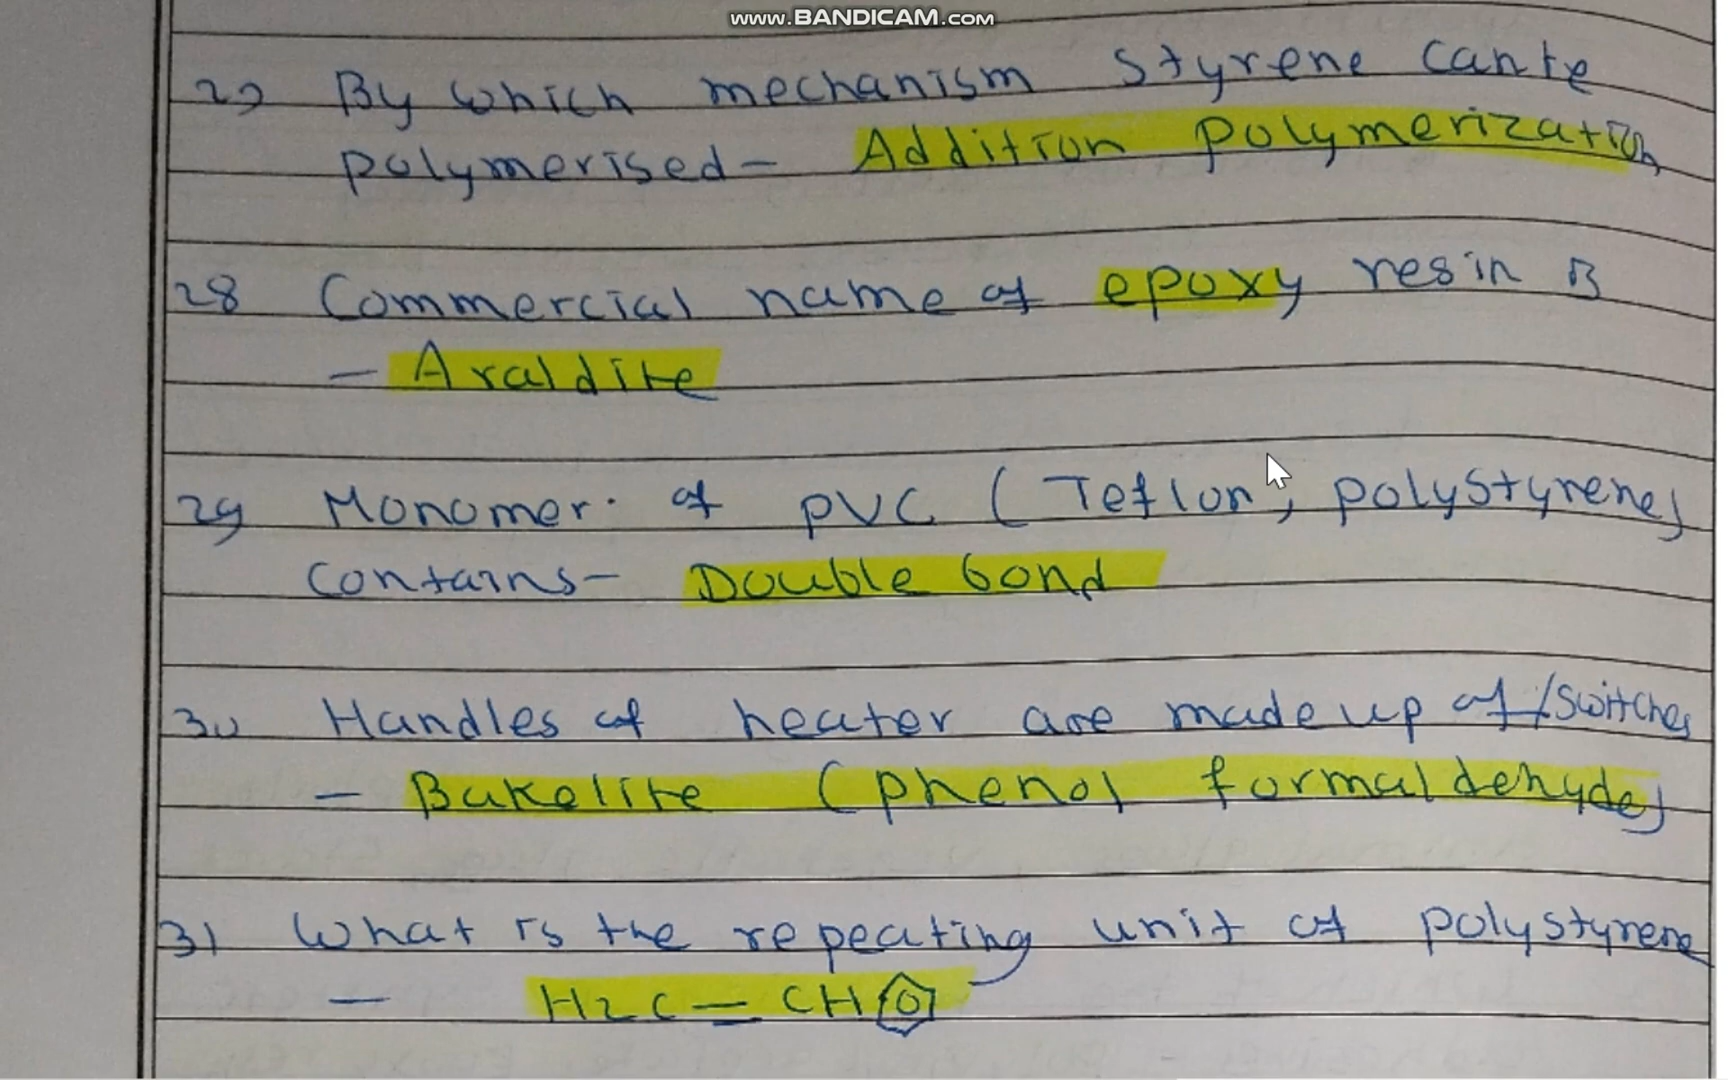 www.BANDICAM.com
27 By which mechanism styrene can be
polymerised - Addition polymerization
28 Commercial name of epoxy resin is
- Araldite
29 Monomer of PVC (Teflon, polystyrene)
contains - Double bond
30 Handles of heater are made up of /switches
- Bakelite (phenol formaldehyde)
31 What is the repeating unit of polystyrene
- H2C = CH